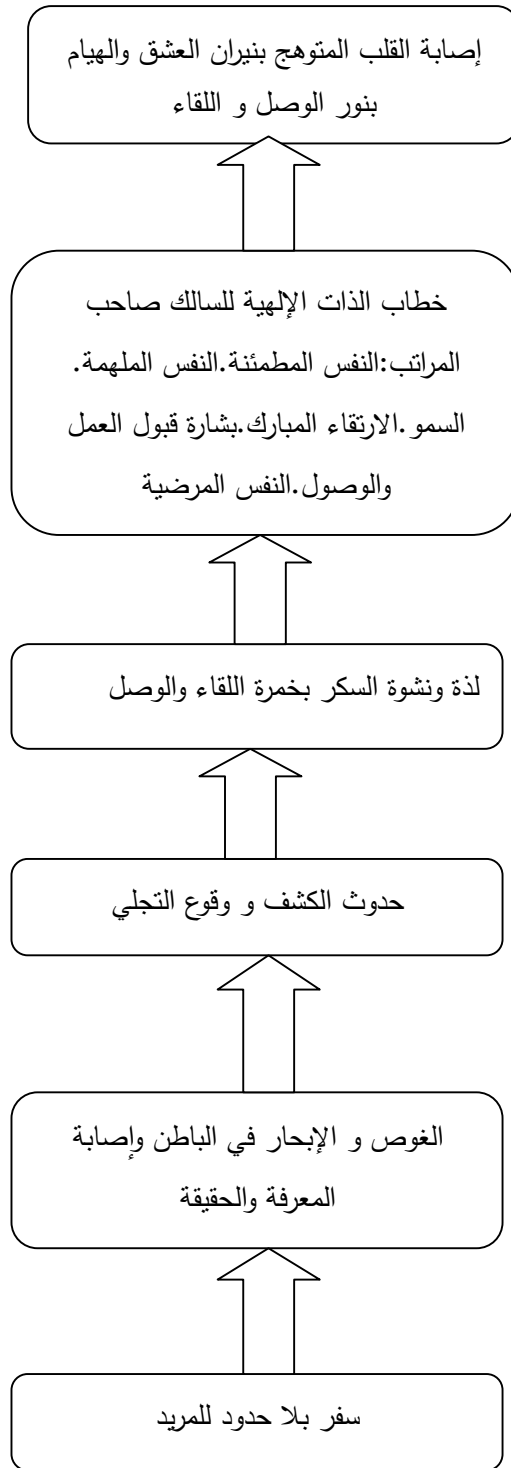 إصابة القلب المتوهج بنيران العشق والهيام
بنور الوصل و اللقاء
خطاب الذات الإلهية للسالك صاحب
المراتب:النفس المطمئنة.النفس الملهمة.
السمو.الارتقاء المبارك.بشارة قبول العمل
والوصول.النفس المرضية
لذة ونشوة السكر بخمرة اللقاء والوصل
حدوث الكشف و وقوع التجلي
الغوص و الإبحار في الباطن وإصابة
المعرفة والحقيقة
سفر بلا حدود للمريد